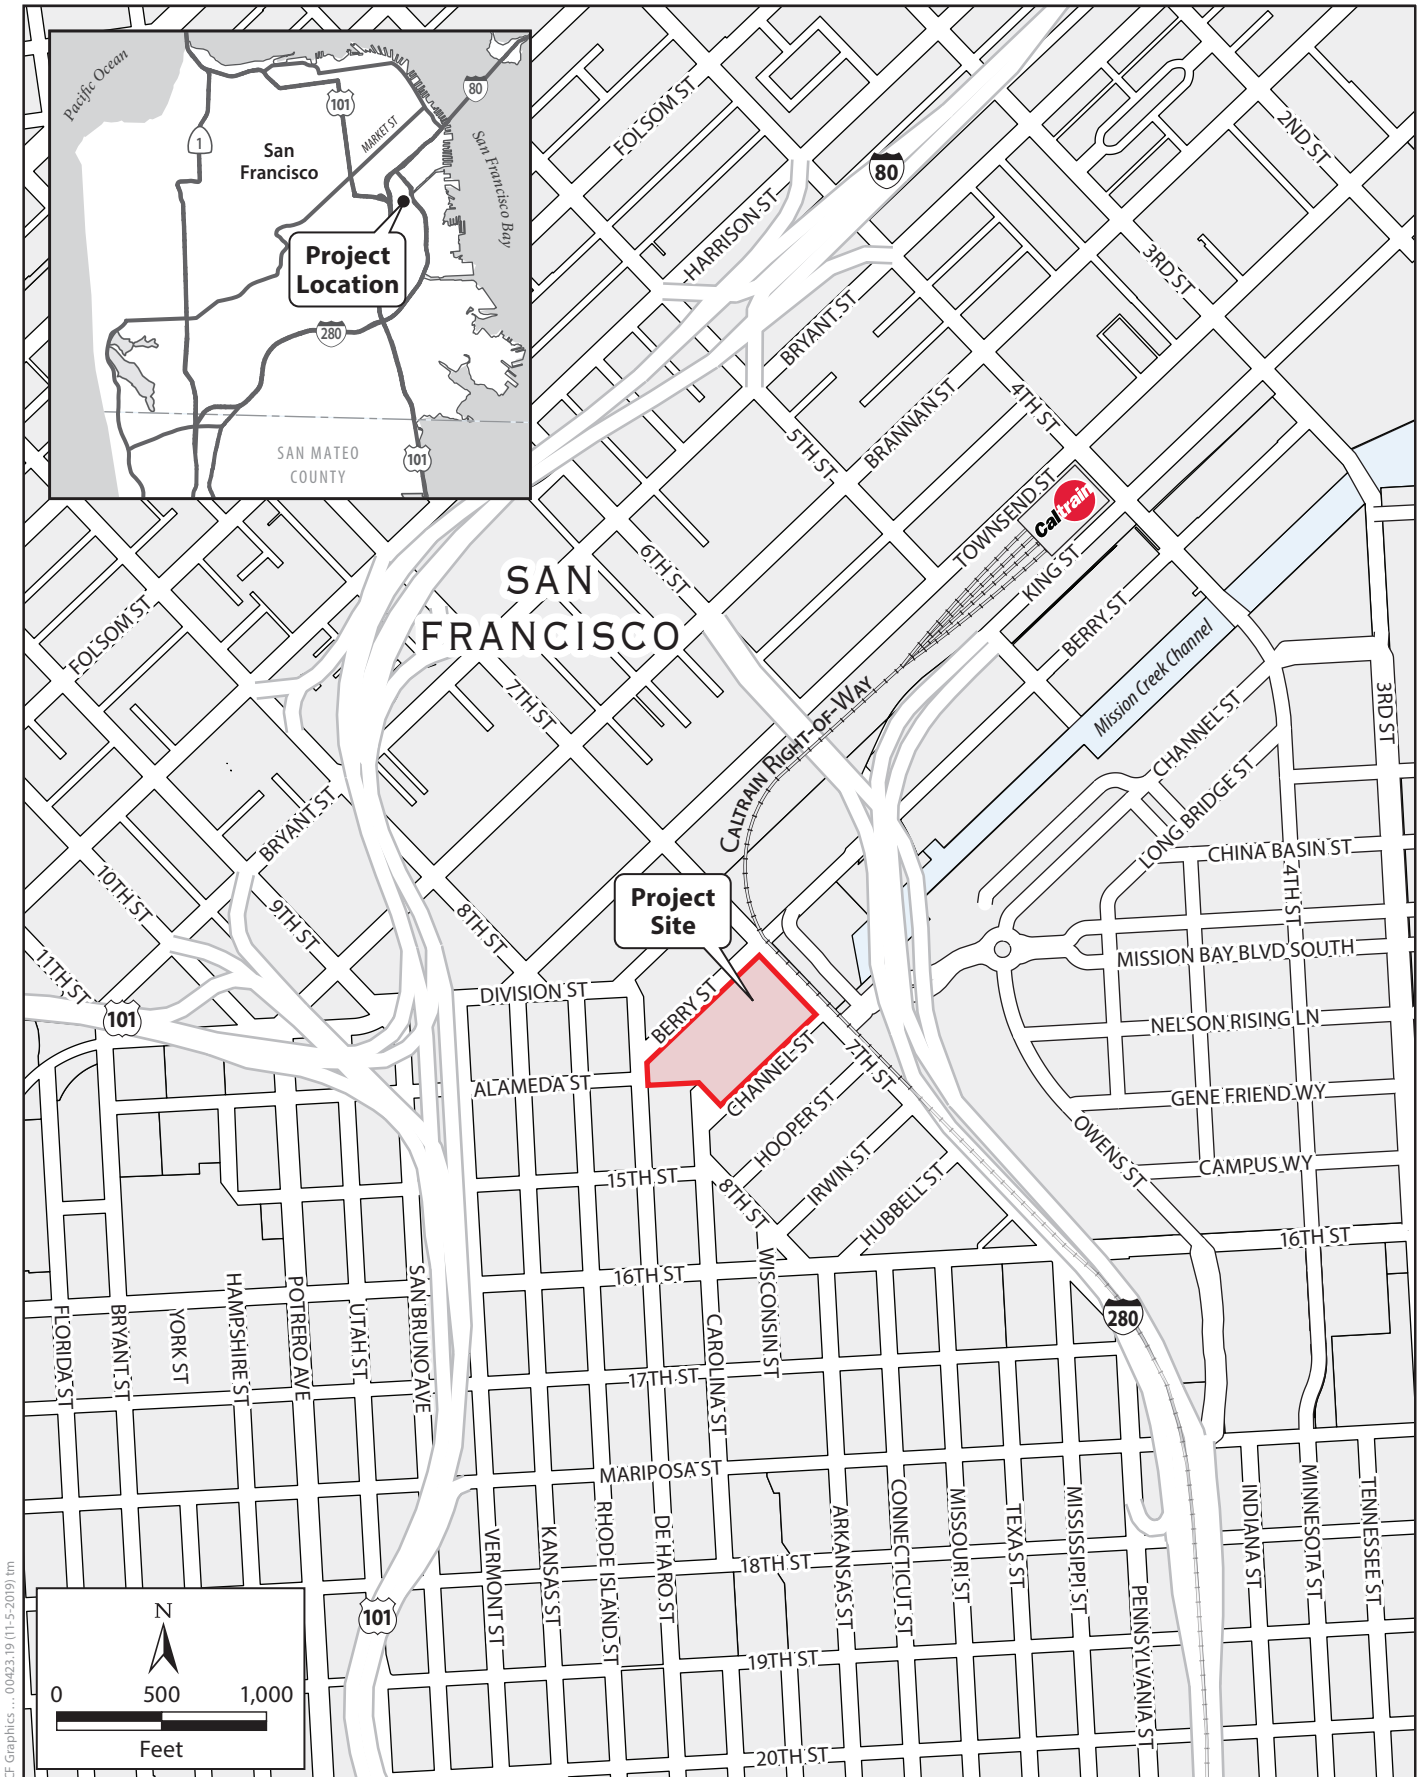 Pacific Ocean
1
101
80
MARKET ST
San
Francisco
San Francisco Bay
Project
Location
280
SAN MATEO
COUNTY
101
FOLSOM ST
HARRISON ST
80
2ND ST
3RD ST
BRYANT ST
BRANNAN ST
4TH ST
5TH ST
TOWNSEND ST
Caltrain
KING ST
BERRY ST
6TH ST
SAN
FRANCISCO
FOLSOM ST
7TH ST
CALTRAIN RIGHT-OF-WAY
Mission Creek Channel
CHANNEL ST
3RD ST
LONG BRIDGE ST
CHINA BASIN ST
4TH ST
BRYANT ST
10TH ST
9TH ST
8TH ST
11TH ST
101
Project
Site
DIVISION ST
BERRY ST
MISSION BAY BLVD SOUTH
NELSON RISING LN
ALAMEDA ST
CHANNEL ST
7TH ST
GENE FRIEND WY
HOOPER ST
OWENS ST
IRWIN ST
CAMPUS WY
15TH ST
8TH ST
HUBBELL ST
16TH ST
16TH ST
WISCONSIN ST
280
FLORIDA ST
BRYANT ST
YORK ST
HAMPSHIRE ST
POTRERO AVE
UTAH ST
SAN BRUNO AVE
CAROLINA ST
17TH ST
MARIPOSA ST
VERMONT ST
KANSAS ST
RHODE ISLAND ST
DE HARO ST
18TH ST
ARKANSAS ST
CONNECTICUT ST
MISSOURI ST
TEXAS ST
MISSISSIPPI ST
PENNSYLVANIA ST
INDIANA ST
MINNESOTA ST
TENNESSEE ST
101
19TH ST
20TH ST
N
0 500 1,000
Feet
CF Graphics … 00423.19 (11-5-2019) tm